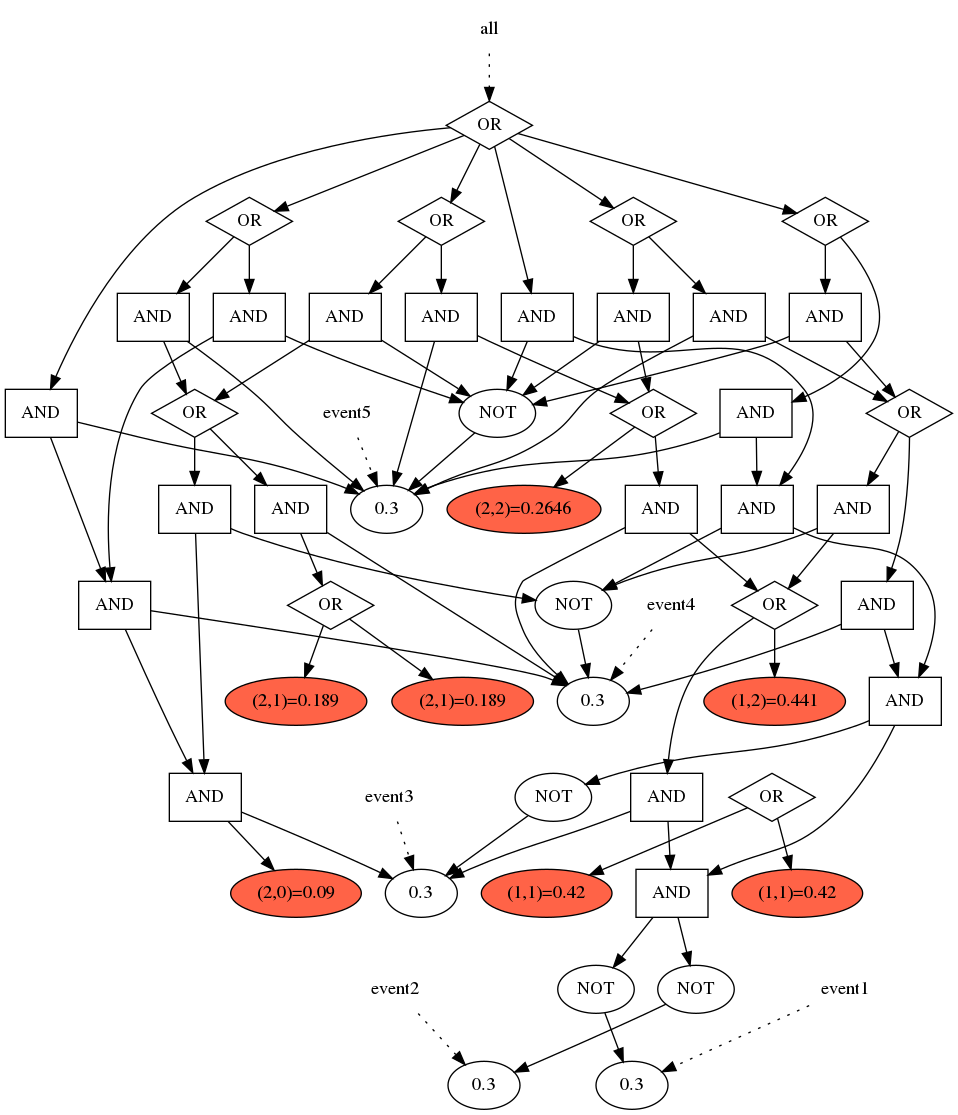 all
OR
OR
OR
OR
OR
AND
AND
AND
AND
AND
AND
AND
AND
AND
OR
event5
NOT
OR
AND
OR
AND
AND
0.3
(2,2)=0.2646
AND
AND
AND
AND
OR
NOT
event4
OR
AND
(2,1)=0.189
(2,1)=0.189
0.3
(1,2)=0.441
AND
AND
event3
NOT
AND
OR
(2,0)=0.09
0.3
(1,1)=0.42
AND
(1,1)=0.42
event2
NOT
NOT
event1
0.3
0.3